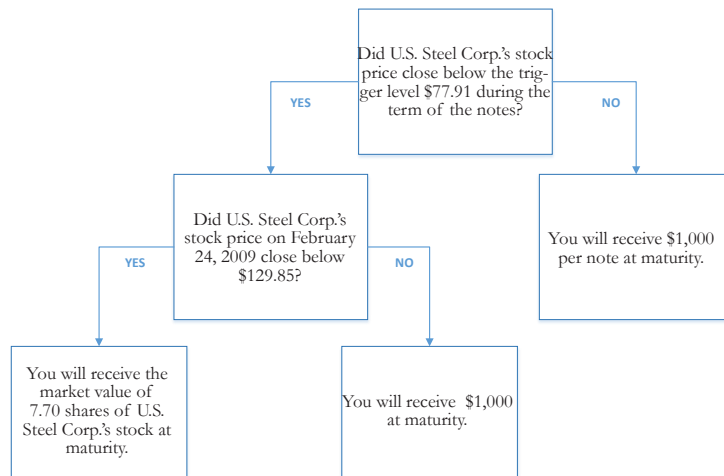 Did U.S. Steel Corp.'s stock
price close below the trig-
ger level $77.91 during the
term of the notes?
YES
NO
Did U.S. Steel Corp.'s
stock price on February
24, 2009 close below
$129.85?
You will receive $1,000
per note at maturity.
YES
NO
You will receive the
market value of
7.70 shares of U.S.
Steel Corp.'s stock at
maturity.
You will receive $1,000
at maturity.